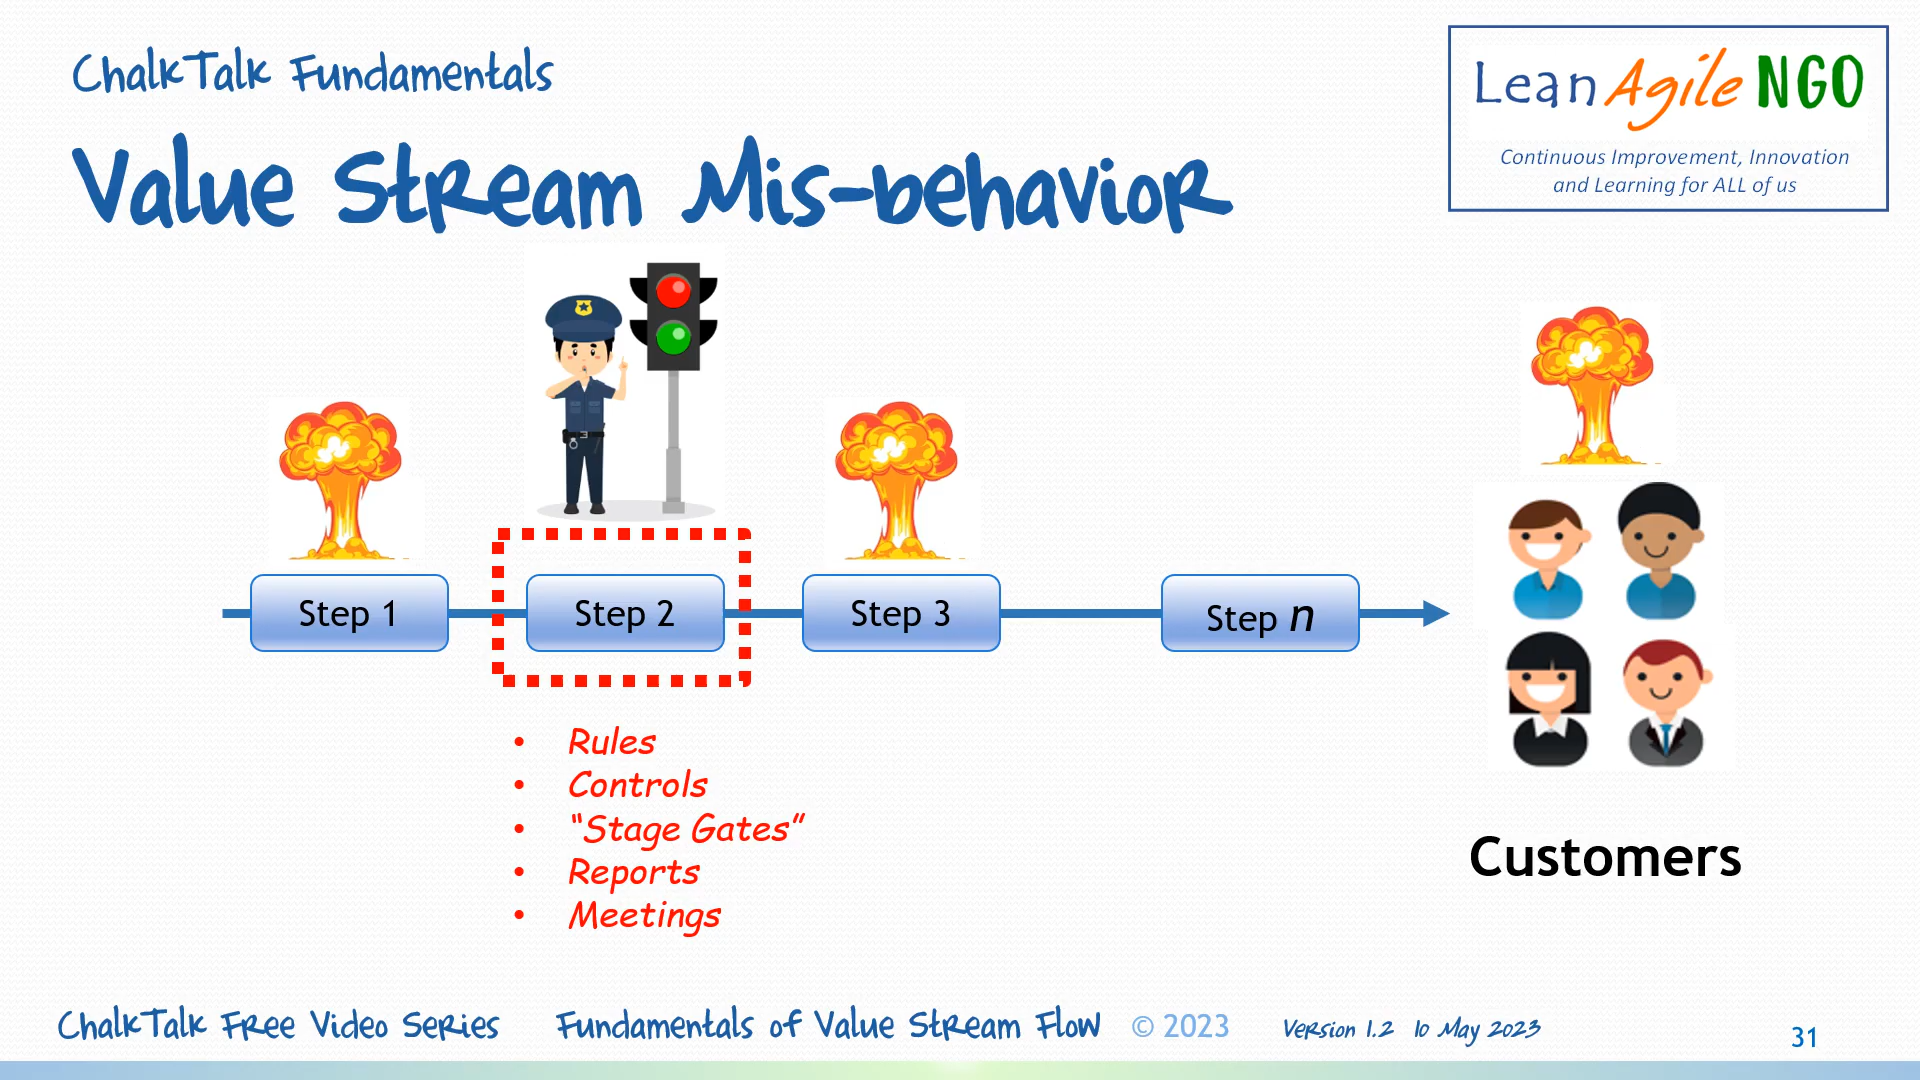 ChalkTalk Fundamentals
Value Stream Mis-behavior
Lean Agile NGO
Continuous Improvement, Innovation
and Learning for ALL of us
Step 1
Step 2
Step 3
Step n
• Rules
• Controls
• “Stage Gates”
• Reports
• Meetings
Customers
ChalkTalk Free Video Series Fundamentals of Value Stream Flow © 2023 Version 1.2 10 May 2023
31